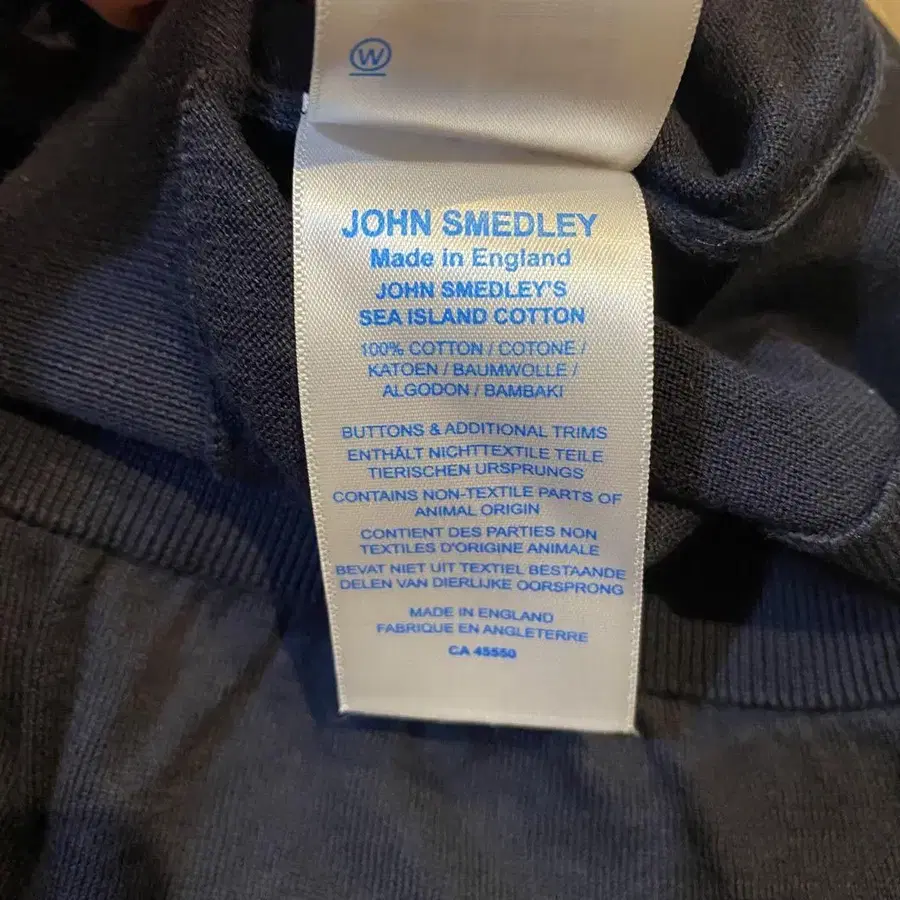 W
JOHN SMEDLEY
Made in England
JOHN SMEDLEY'S
SEA ISLAND COTTON
100% COTTON / COTONE /
KATOEN / BAUMWOLLE /
ALGODON / BAMBAKI
BUTTONS & ADDITIONAL TRIMS
ENTHÄLT NICHTTEXTILE TEILE
TIERISCHEN URSPRUNGS
CONTAINS NON-TEXTILE PARTS OF
ANIMAL ORIGIN
CONTIENT DES PARTIES NON
TEXTILES D'ORIGINE ANIMALE
BEVAT NIET UIT TEXTIEL BESTAANDE
DELEN VAN DIERLIJKE OORSPRONG
MADE IN ENGLAND
FABRIQUE EN ANGLETERRE
CA 45550